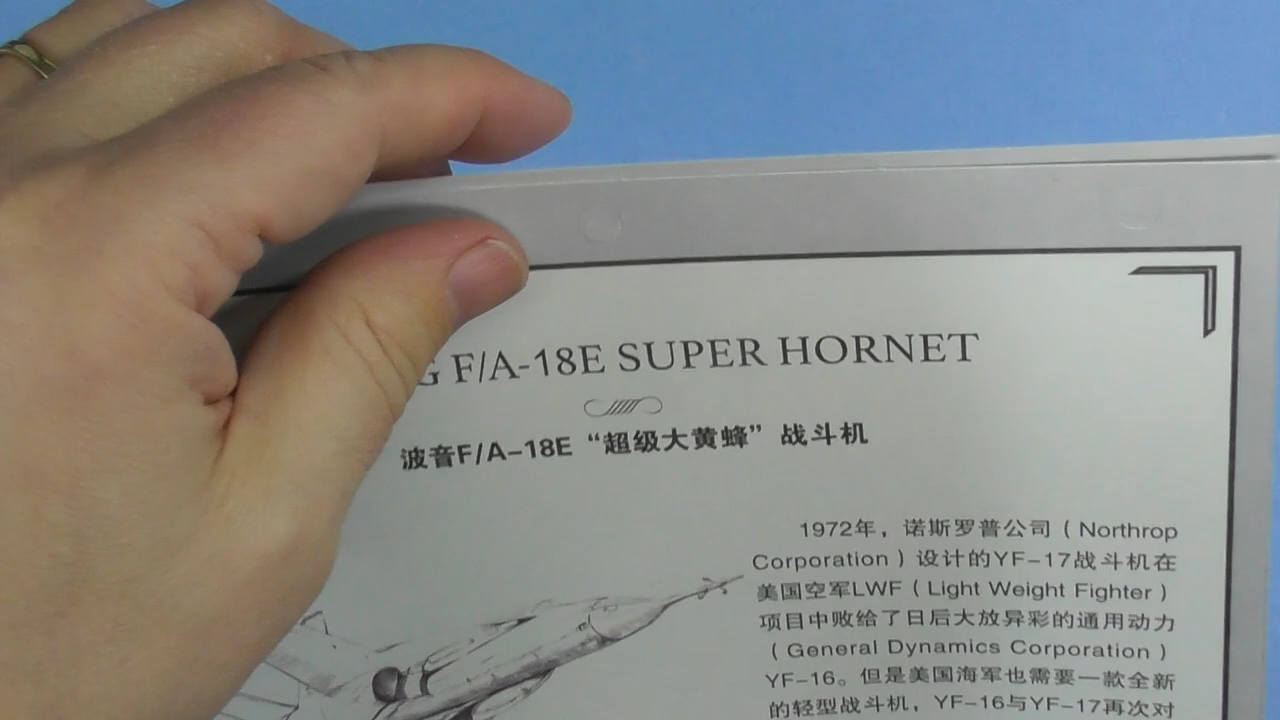 F/A-18E SUPER HORNET
波音F/A-18E “超级大黄蜂” 战斗机
1972年，诺斯罗普公司（Northrop
Corporation）设计的YF-17战斗机在
美国空军LWF（Light Weight Fighter）
项目中败给了日后大放异彩的通用动力
（General Dynamics Corporation）
YF-16。但是美国海军也需要一款全新
的轻型战斗机，YF-16与YF-17再次对